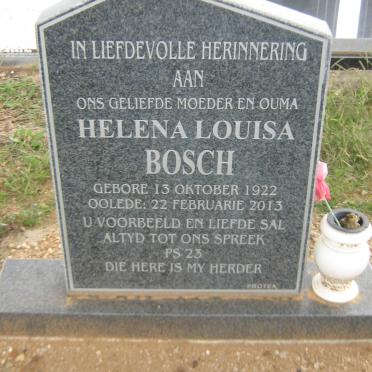 IN LIEFDEVOLLE HERINNERING
AAN
ONS GELIEFDE MOEDER EN OUMA
HELENA LOUISA
BOSCH
GEBORE 13 OKTOBER 1922
OOLEDE: 22 FEBRUARIE 2013
U VOORBEELD EN LIEFDE SAL
ALTYD TOT ONS SPREEK
PS 23
DIE HERE IS MY HERDER
PROTEA